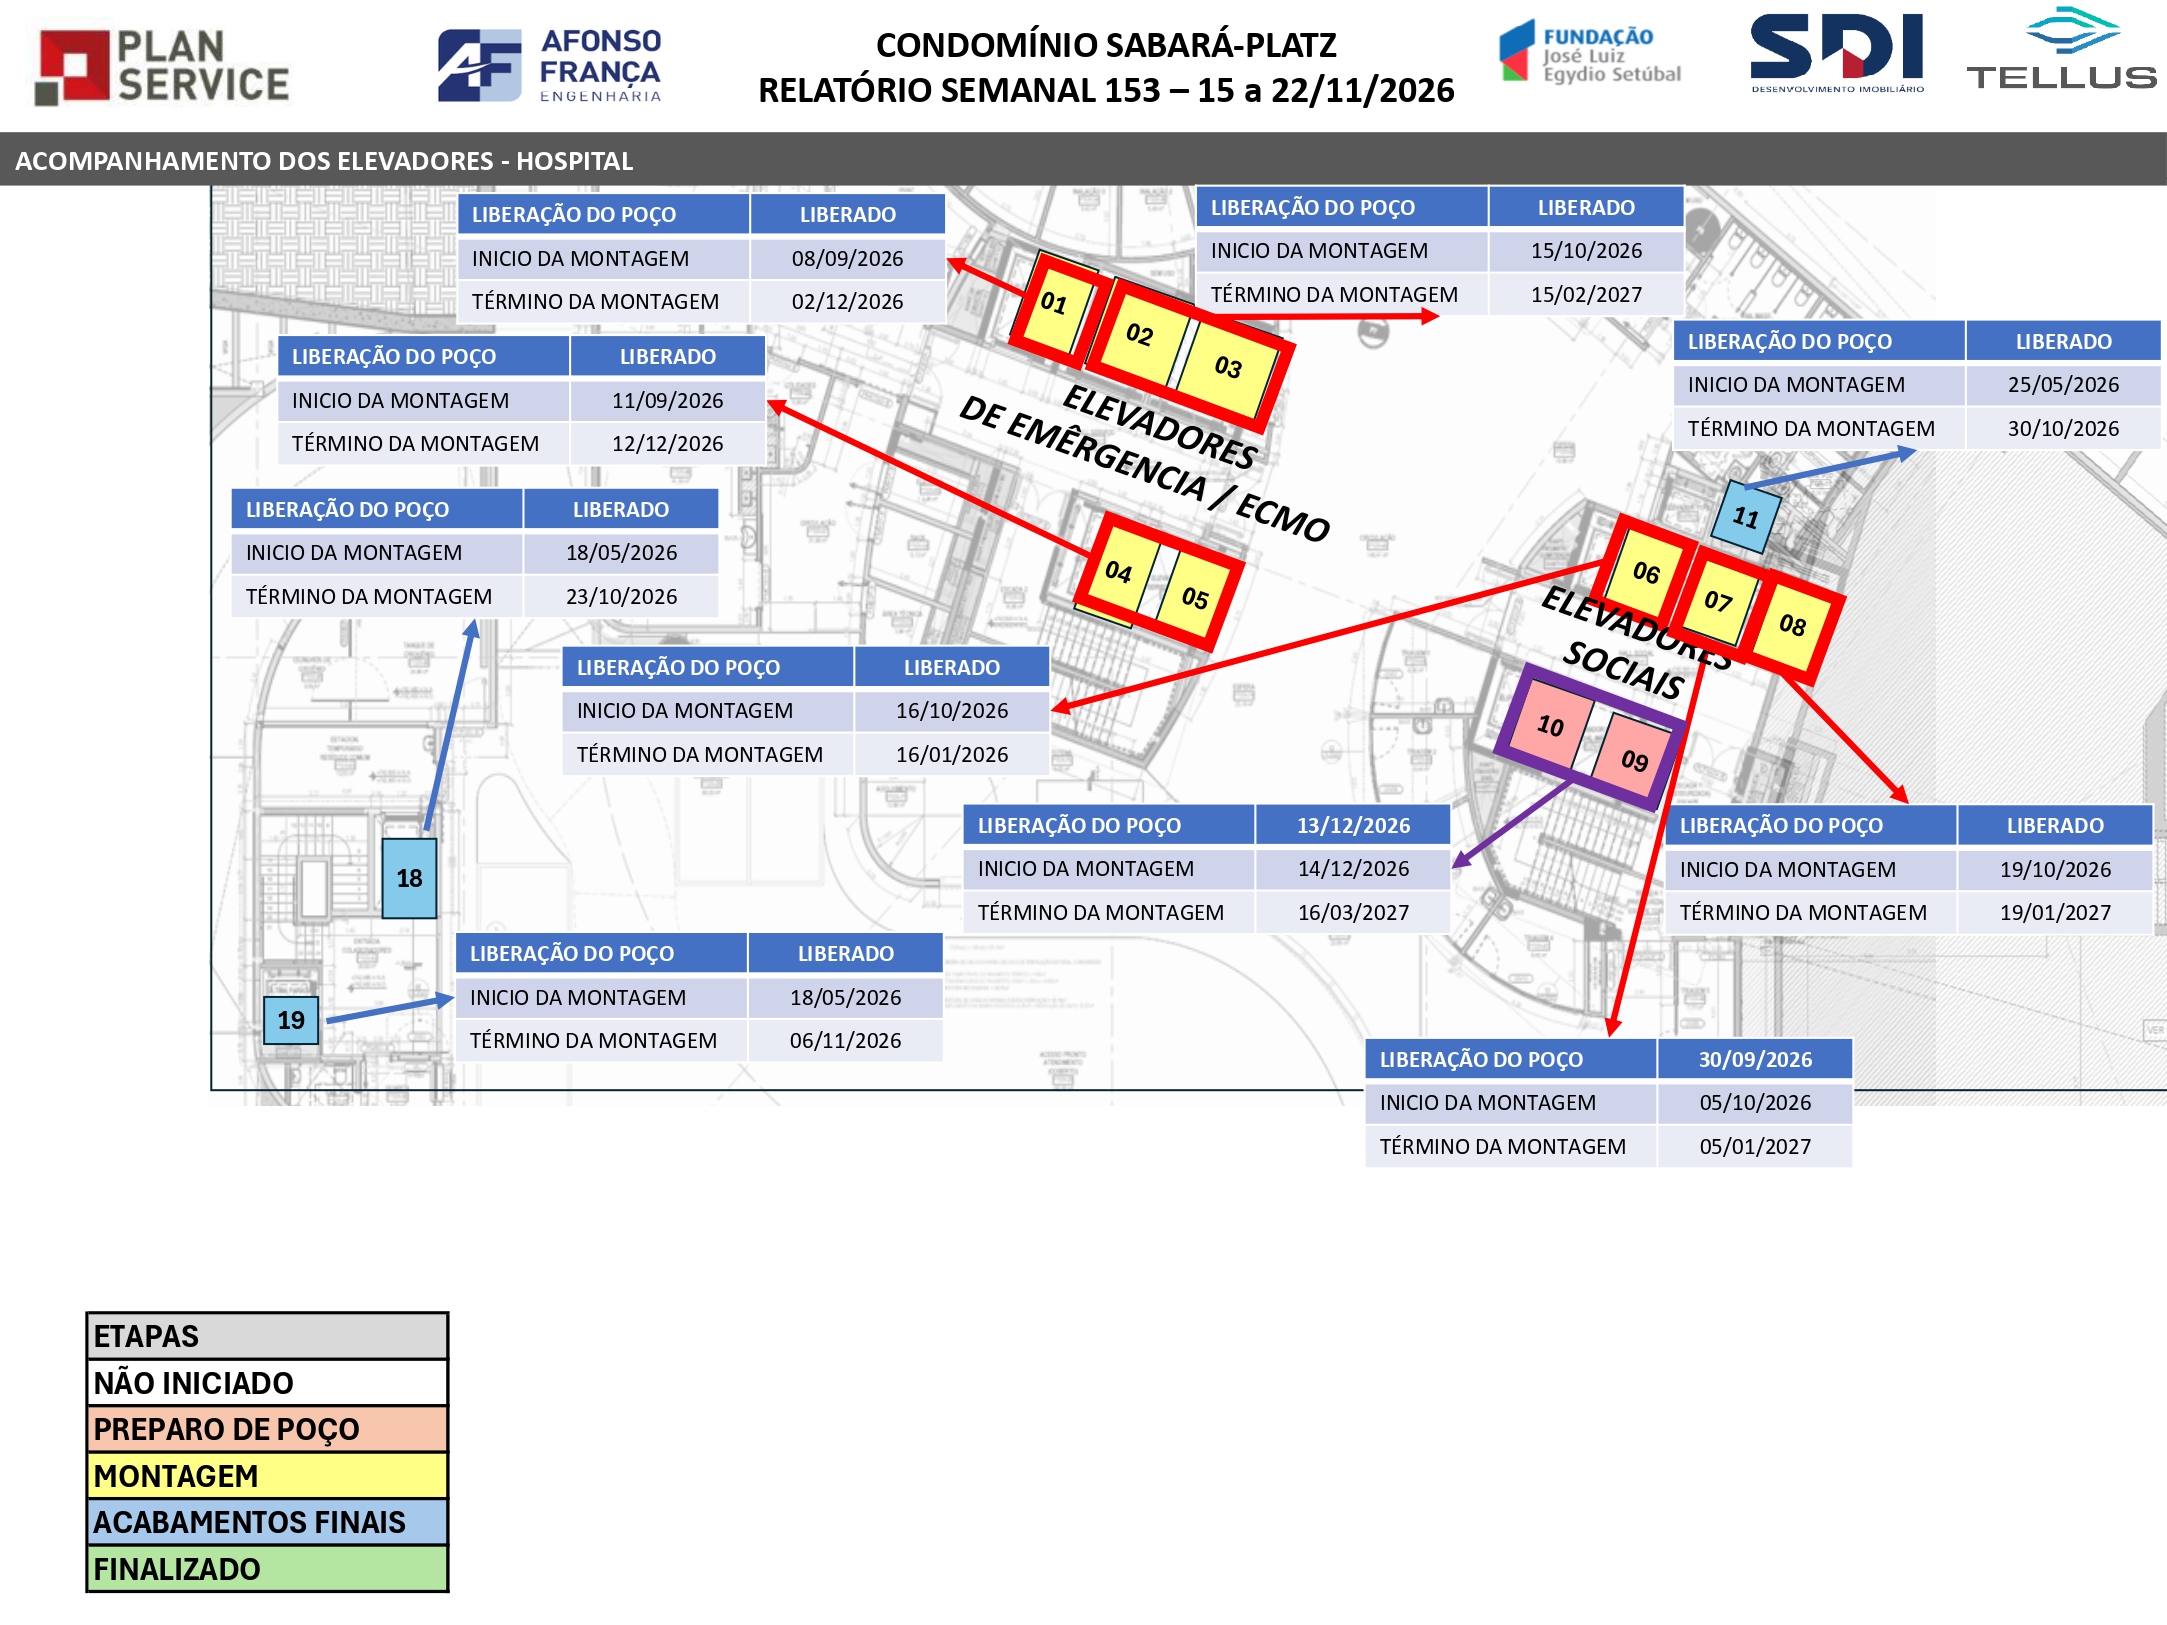 PLAN
SERVICE
AFONSO
FRANÇA
ENGENHARIA
CONDOMÍNIO SABARÁ-PLATZ
RELATÓRIO SEMANAL 153 – 15 a 22/11/2026
FUNDAÇÃO
José Luiz
Egydio Setúbal
SDI
DESENVOLVIMENTO IMOBILIÁRIO
TELLUS
ACOMPANHAMENTO DOS ELEVADORES - HOSPITAL
LIBERAÇÃO DO POÇO LIBERADO
INICIO DA MONTAGEM 08/09/2026
TÉRMINO DA MONTAGEM 02/12/2026
LIBERAÇÃO DO POÇO LIBERADO
INICIO DA MONTAGEM 15/10/2026
TÉRMINO DA MONTAGEM 15/02/2027
01
02
03
LIBERAÇÃO DO POÇO LIBERADO
INICIO DA MONTAGEM 11/09/2026
TÉRMINO DA MONTAGEM 12/12/2026
LIBERAÇÃO DO POÇO LIBERADO
INICIO DA MONTAGEM 25/05/2026
TÉRMINO DA MONTAGEM 30/10/2026
ELEVADORES
DE EMÊRGENCIA / ECMO
LIBERAÇÃO DO POÇO LIBERADO
INICIO DA MONTAGEM 18/05/2026
TÉRMINO DA MONTAGEM 23/10/2026
11
04
05
06
07
08
ELEVADORES
SOCIAIS
LIBERAÇÃO DO POÇO LIBERADO
INICIO DA MONTAGEM 16/10/2026
TÉRMINO DA MONTAGEM 16/01/2026
10
09
LIBERAÇÃO DO POÇO 13/12/2026
INICIO DA MONTAGEM 14/12/2026
TÉRMINO DA MONTAGEM 16/03/2027
LIBERAÇÃO DO POÇO LIBERADO
INICIO DA MONTAGEM 19/10/2026
TÉRMINO DA MONTAGEM 19/01/2027
18
LIBERAÇÃO DO POÇO LIBERADO
INICIO DA MONTAGEM 18/05/2026
TÉRMINO DA MONTAGEM 06/11/2026
19
VER
LIBERAÇÃO DO POÇO 30/09/2026
INICIO DA MONTAGEM 05/10/2026
TÉRMINO DA MONTAGEM 05/01/2027
ETAPAS
NÃO INICIADO
PREPARO DE POÇO
MONTAGEM
ACABAMENTOS FINAIS
FINALIZADO